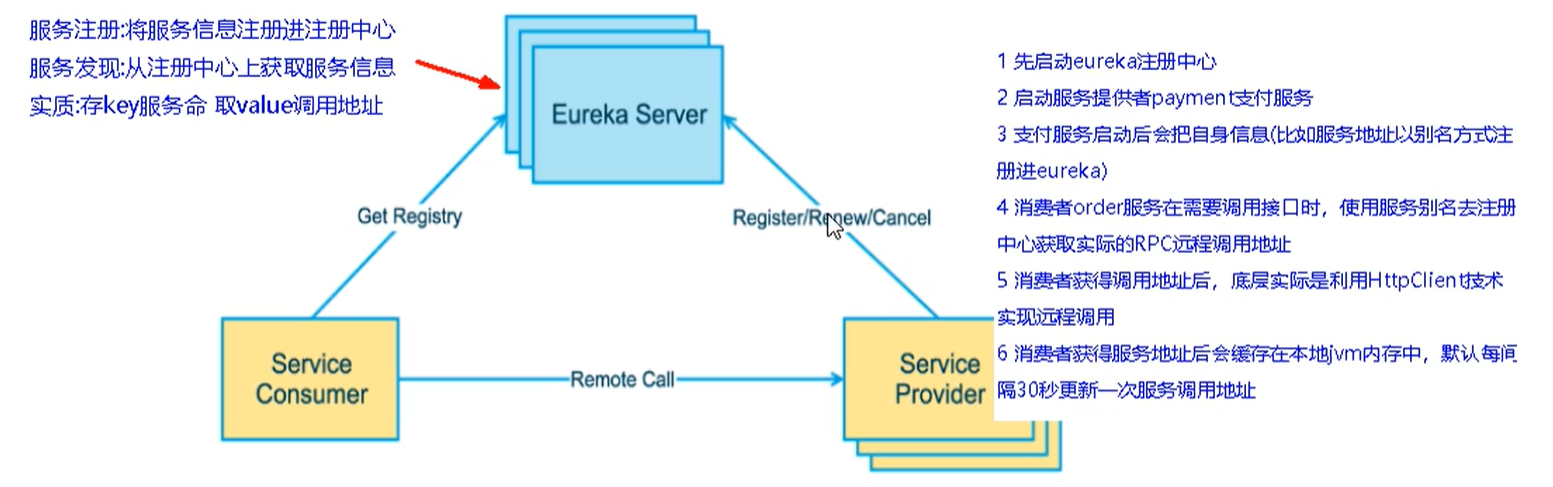 服务注册:将服务信息注册进注册中心
服务发现:从注册中心上获取服务信息
实质:存key服务命 取value调用地址
Eureka Server
Get Registry
Register/Renew/Cancel
Service
Consumer
Remote Call
Service
Provider
1 先启动eureka注册中心
2 启动服务提供者payment支付服务
3 支付服务启动后会把自身信息(比如服务地址以别名方式注
册进eureka)
4 消费者order服务在需要调用接口时，使用服务别名去注册
中心获取实际的RPC远程调用地址
5 消费者获得调用地址后，底层实际是利用HttpClient技术
实现远程调用
6 消费者获得服务地址后会缓存在本地jvm内存中，默认每间
隔30秒更新一次服务调用地址